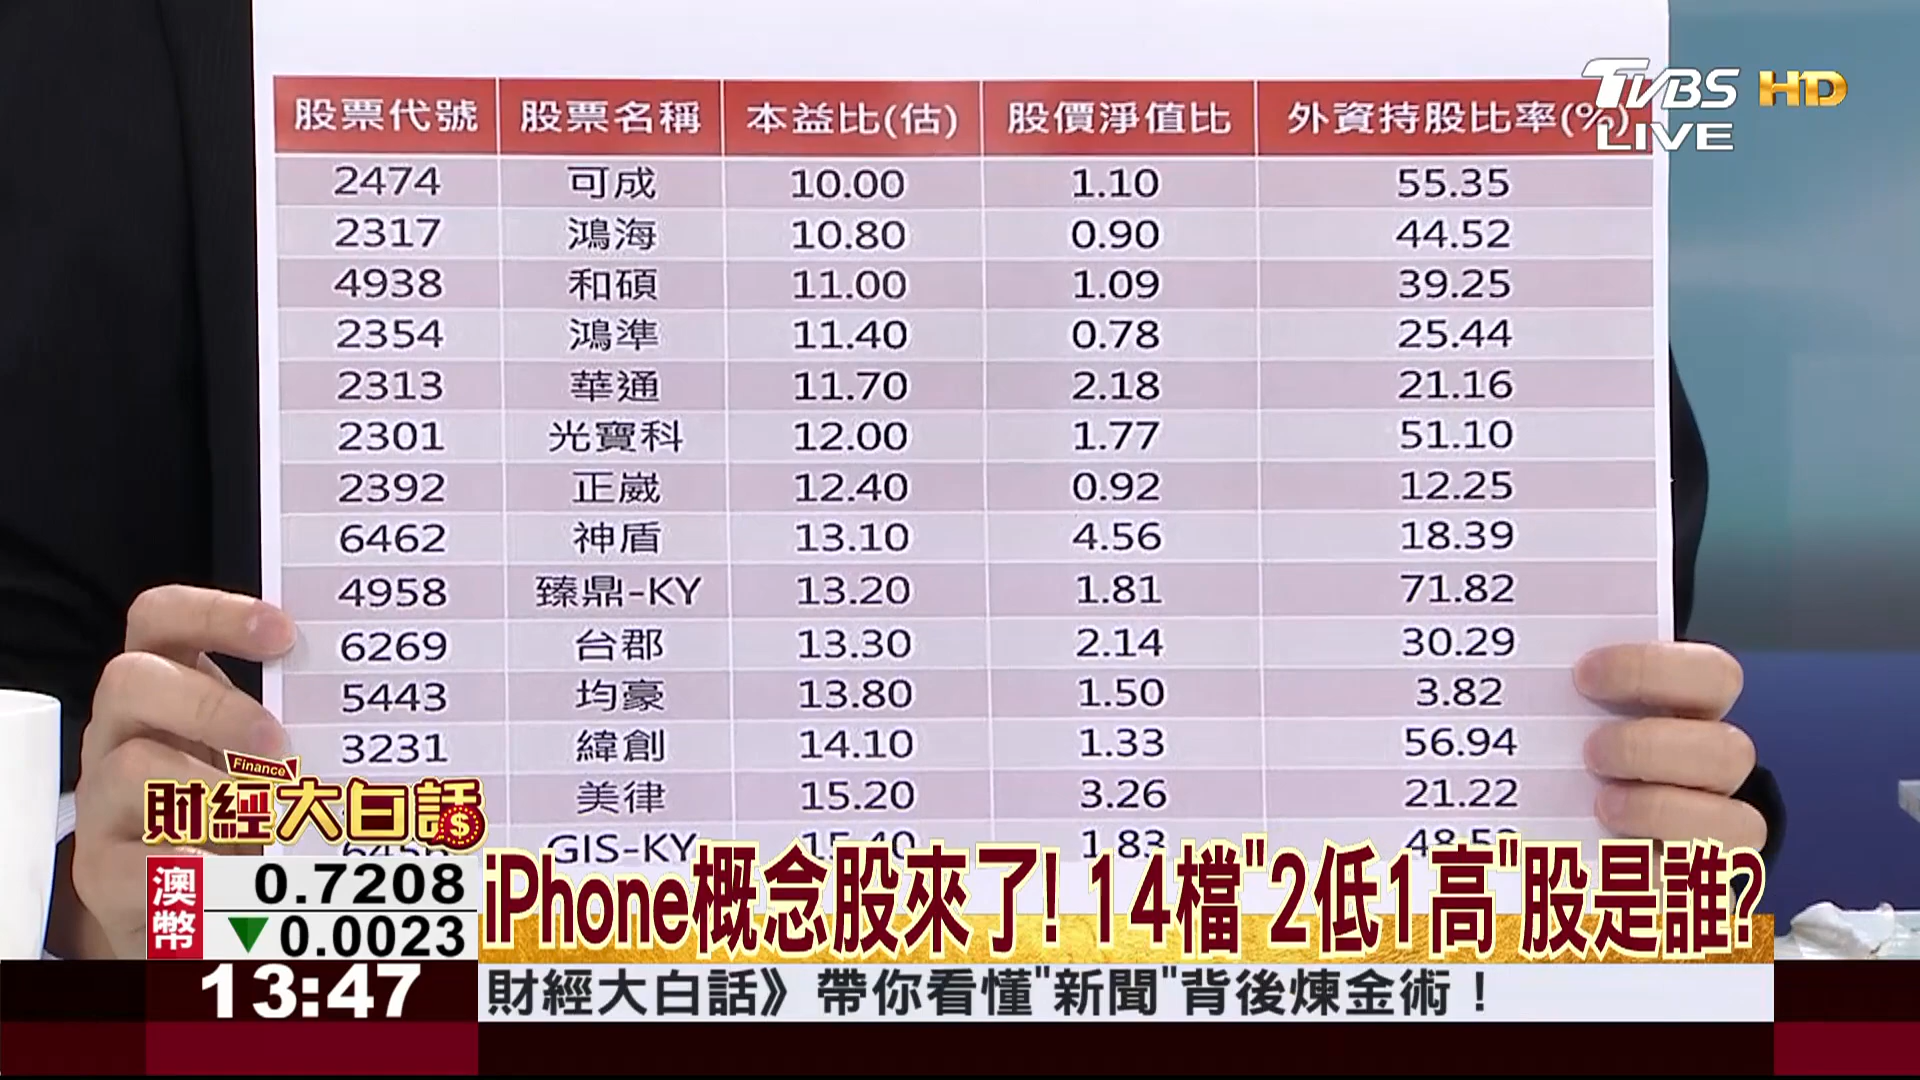 TVBS HD
LIVE
股票代號 股票名稱 本益比(估) 股價淨值比 外資持股比率(%)
2474 可成 10.00 1.10 55.35
2317 鴻海 10.80 0.90 44.52
4938 和碩 11.00 1.09 39.25
2354 鴻準 11.40 0.78 25.44
2313 華通 11.70 2.18 21.16
2301 光寶科 12.00 1.77 51.10
2392 正崴 12.40 0.92 12.25
6462 神盾 13.10 4.56 18.39
4958 臻鼎-KY 13.20 1.81 71.82
6269 台郡 13.30 2.14 30.29
5443 均豪 13.80 1.50 3.82
3231 緯創 14.10 1.33 56.94
美律 15.20 3.26 21.22
GIS-KY 15.40 1.83
Finance
財經大白話
澳幣 0.7208
▼0.0023
iPhone概念股來了! 14檔"2低1高"股是誰?
13:47
財經大白話》帶你看懂"新聞"背後煉金術！